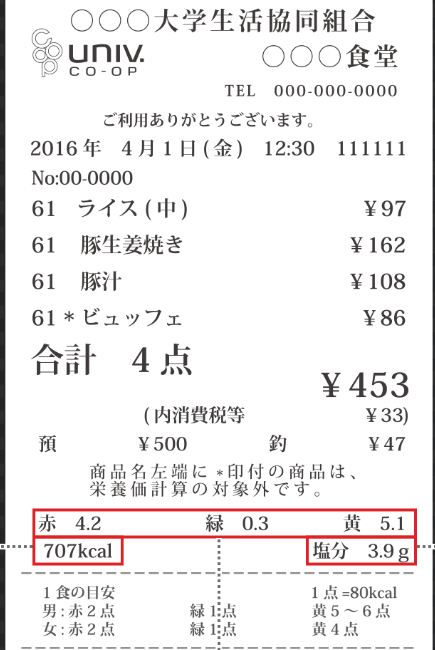 ○○○大学生活協同組合
coop univ.
CO-OP
○○○食堂
TEL 000-000-0000
ご利用ありがとうございます。
2016年 4月1日(金) 12:30 111111
No:00-0000
61 ライス(中) ¥97
61 豚生姜焼き ¥162
61 豚汁 ¥108
61*ビュッフェ ¥86
合計 4点
¥453
(内消費税等 ¥33)
預 ¥500 釣 ¥47
商品名左端に*印付の商品は、
栄養価計算の対象外です。
赤 4.2 緑 0.3 黄 5.1
707kcal 塩分 3.9g
1食の目安 1点=80kcal
男:赤2点 緑1点 黄5〜6点
女:赤2点 緑1点 黄4点